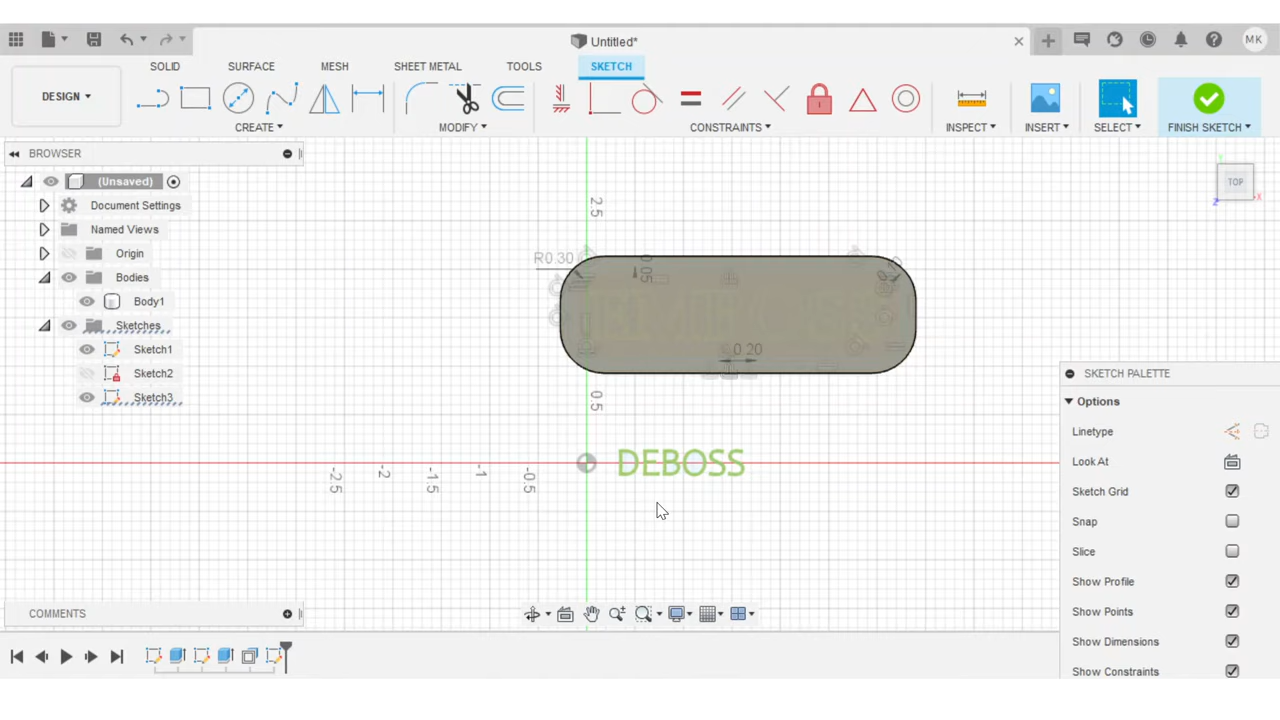 Untitled*
MK
SOLID SURFACE MESH SHEET METAL TOOLS SKETCH
DESIGN
CREATE MODIFY CONSTRAINTS INSPECT INSERT SELECT FINISH SKETCH
BROWSER
(Unsaved)
Document Settings
Named Views
Origin
Bodies
Body1
Sketches
Sketch1
Sketch2
Sketch3
TOP
X
2.5
R0.30
0.05
0.20
0.5
-2.5 -2 -1.5 -1 -0.5
DEBOSS
SKETCH PALETTE
Options
Linetype
Look At
Sketch Grid
Snap
Slice
Show Profile
Show Points
Show Dimensions
Show Constraints
COMMENTS